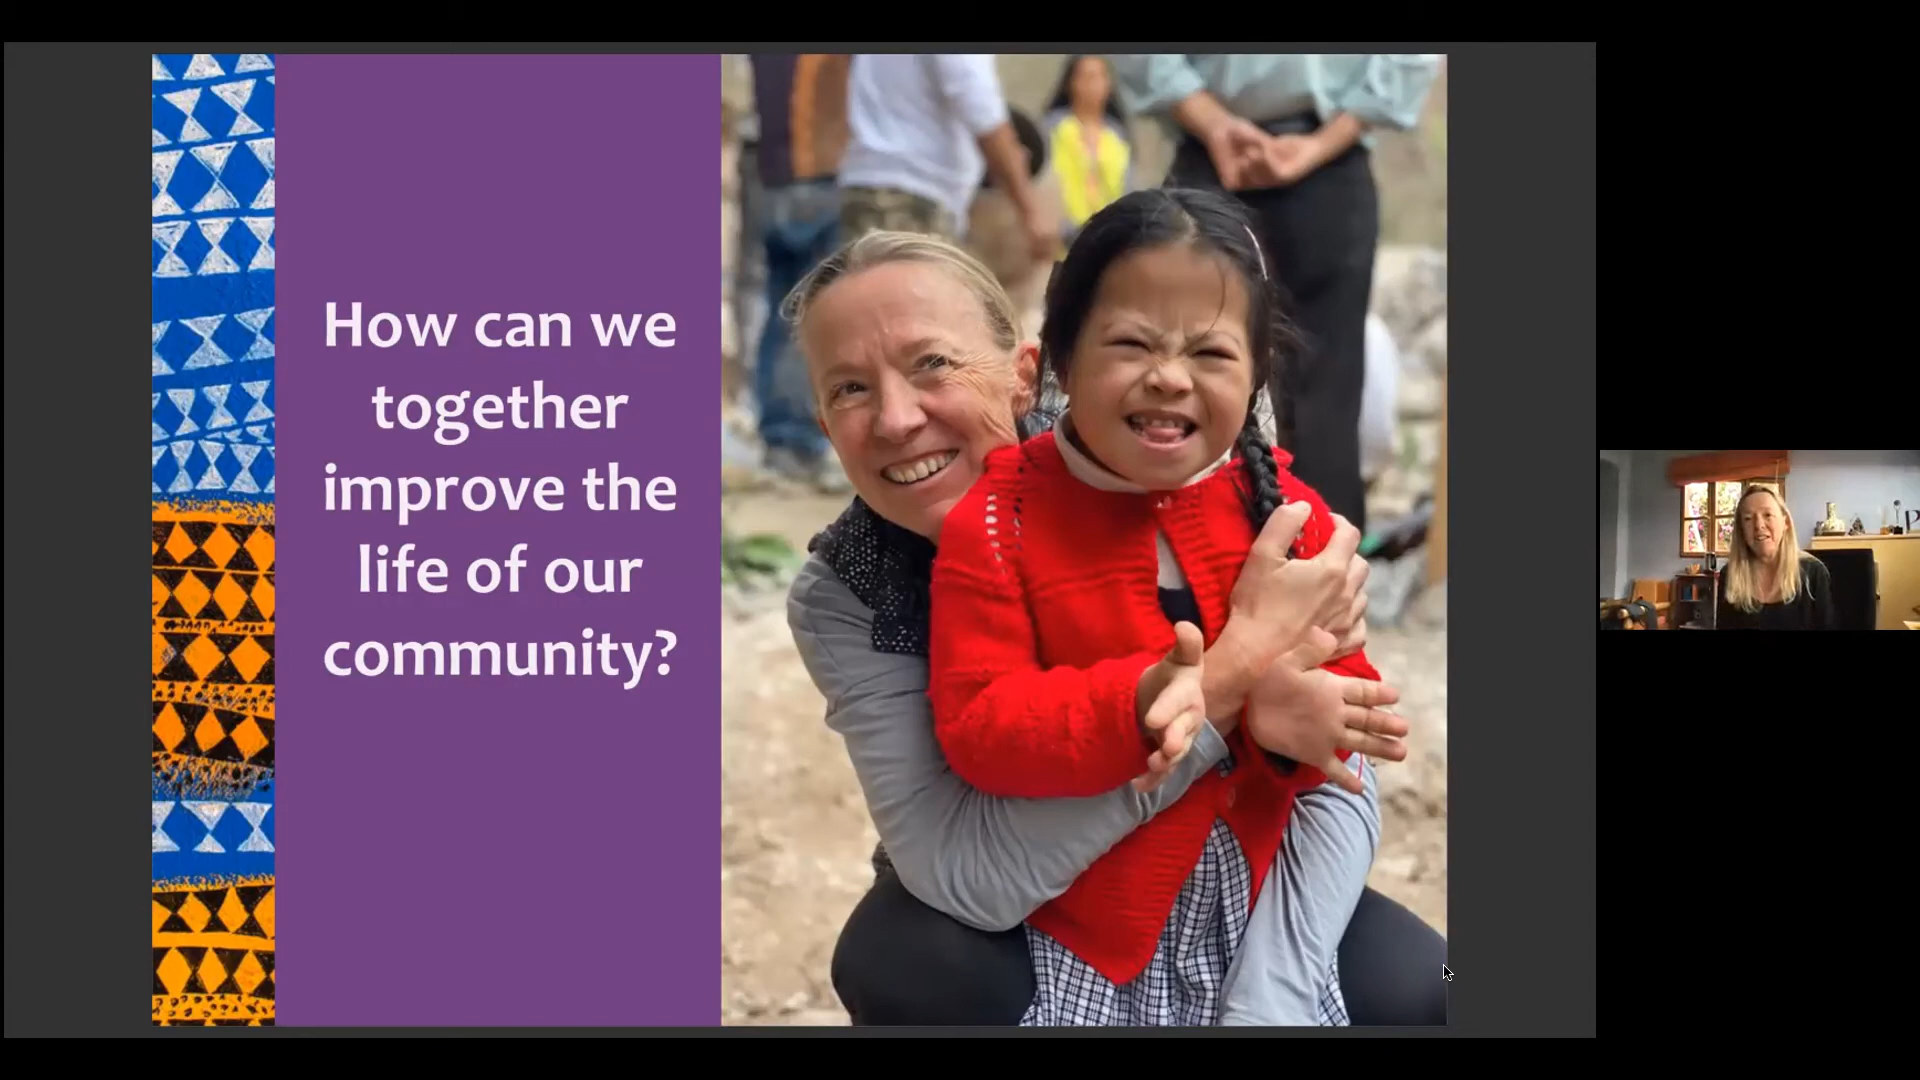 How can we
together
improve the
life of our
community?